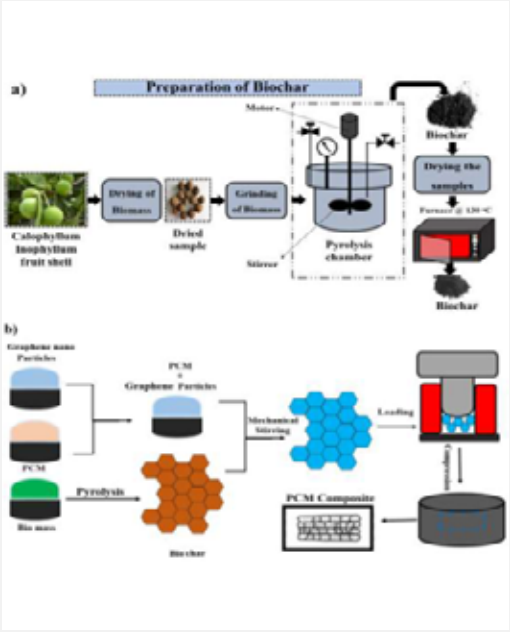 a)
Preparation of Biochar
Motor
Biochar
Drying the
samples
Furnace @ 150 °C
Drying of
Biomass
Grinding
of Biomass
Calophyllum
Inophyllum
fruit shell
Dried
sample
Stirrer
Pyrolysis
chamber
Biochar
b)
Graphene nano
Particles
PCM
+
Graphene Particles
Mechanical
Stirring
Loading
PCM
Pyrolysis
Bio mass
Compression
PCM Composite
Biochar